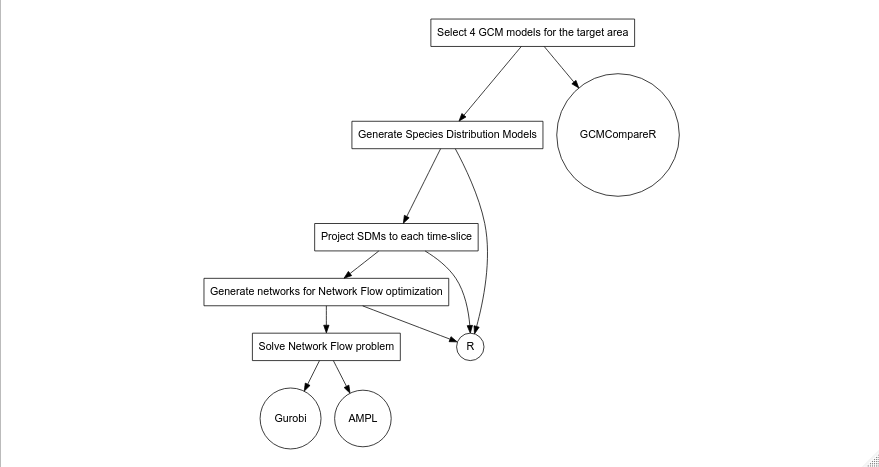 Select 4 GCM models for the target area
Generate Species Distribution Models
GCMCompareR
Project SDMs to each time-slice
Generate networks for Network Flow optimization
Solve Network Flow problem
R
Gurobi
AMPL